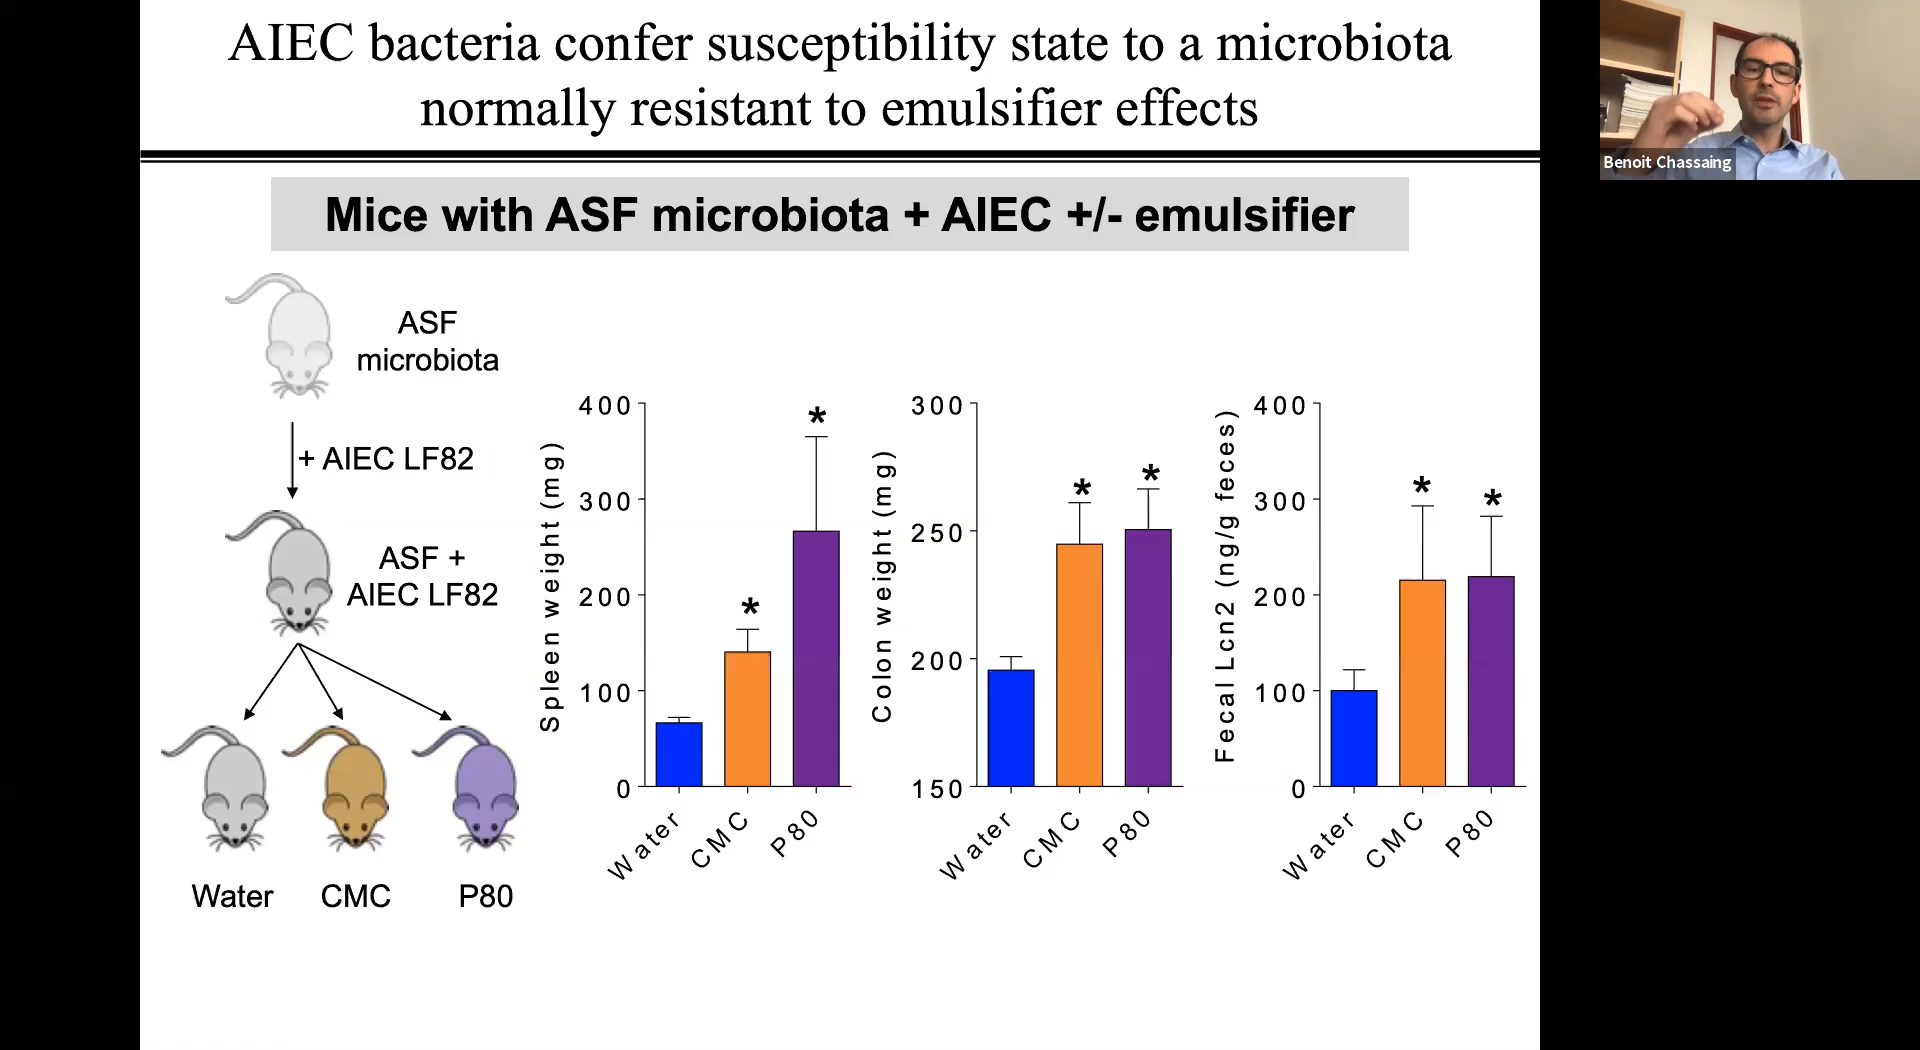 AIEC bacteria confer susceptibility state to a microbiota
normally resistant to emulsifier effects
Benoit Chassaing
Mice with ASF microbiota + AIEC +/- emulsifier
ASF
microbiota
+ AIEC LF82
ASF +
AIEC LF82
Water CMC P80
Spleen weight (mg)
400
300
200
100
0
*
*
Water CMC P80
Colon weight (mg)
300
250
200
150
*
*
Water CMC P80
Fecal Lcn2 (ng/g feces)
400
300
200
100
0
*
*
Water CMC P80